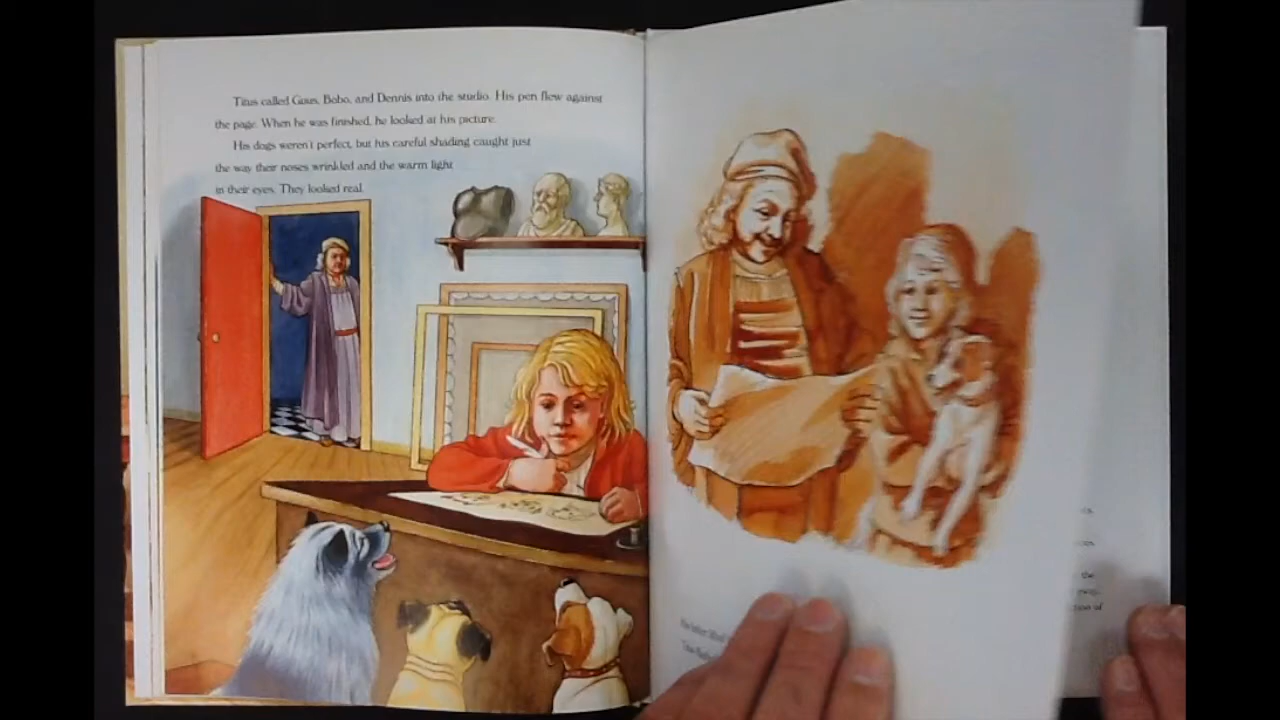 Titus called Guus, Bobo, and Dennis into the studio. His pen flew against
the page. When he was finished, he looked at his picture.
His dogs weren't perfect, but his careful shading caught just
the way their noses wrinkled and the warm light
in their eyes. They looked real.
the